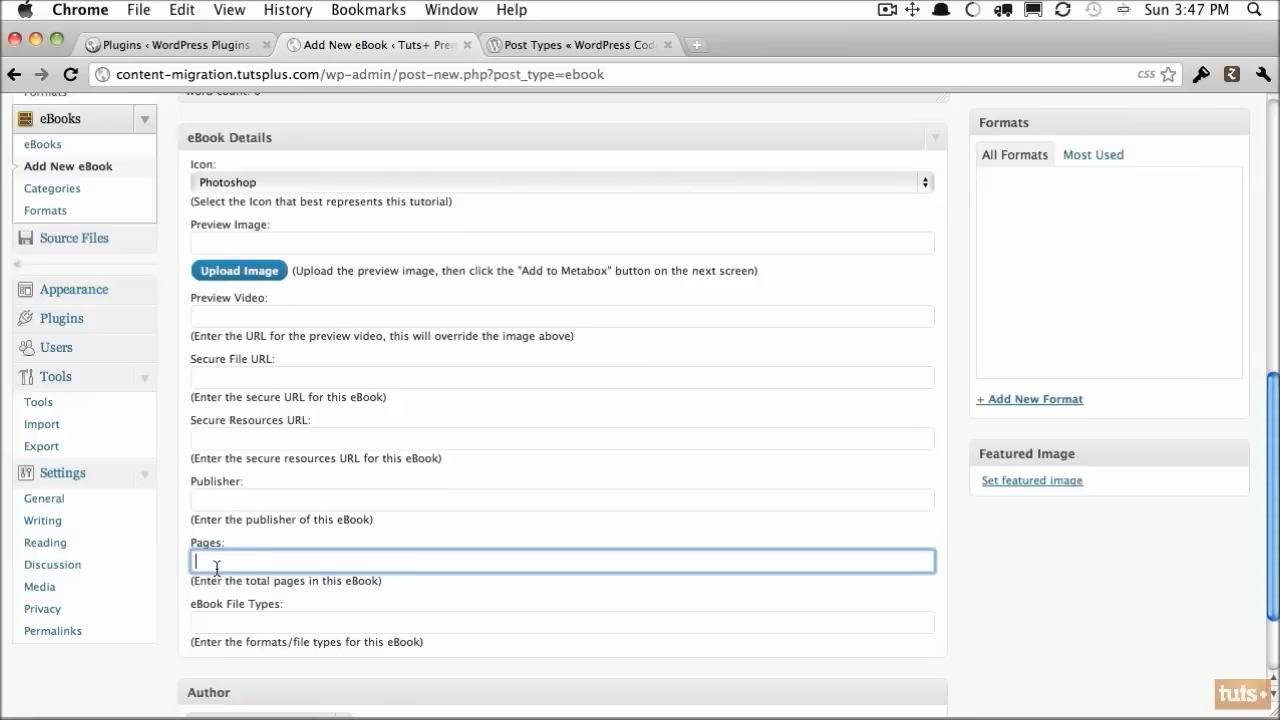 Chrome File Edit View History Bookmarks Window Help Sun 3:47 PM
Plugins ‹ WordPress Plugins Add New eBook ‹ Tuts+ Pre Post Types « WordPress Cod
content-migration.tutsplus.com/wp-admin/post-new.php?post_type=ebook CSS
Formats
eBooks
eBooks
Add New eBook
Categories
Formats
Source Files
Appearance
Plugins
Users
Tools
Tools
Import
Export
Settings
General
Writing
Reading
Discussion
Media
Privacy
Permalinks
Word count: 0
eBook Details
Icon:
Photoshop
(Select the Icon that best represents this tutorial)
Preview Image:
Upload Image (Upload the preview image, then click the "Add to Metabox" button on the next screen)
Preview Video:
(Enter the URL for the preview video, this will override the image above)
Secure File URL:
(Enter the secure URL for this eBook)
Secure Resources URL:
(Enter the secure resources URL for this eBook)
Publisher:
(Enter the publisher of this eBook)
Pages:
(Enter the total pages in this eBook)
eBook File Types:
(Enter the formats/file types for this eBook)
Author
Formats
All Formats Most Used
+ Add New Format
Featured Image
Set featured image
tuts+